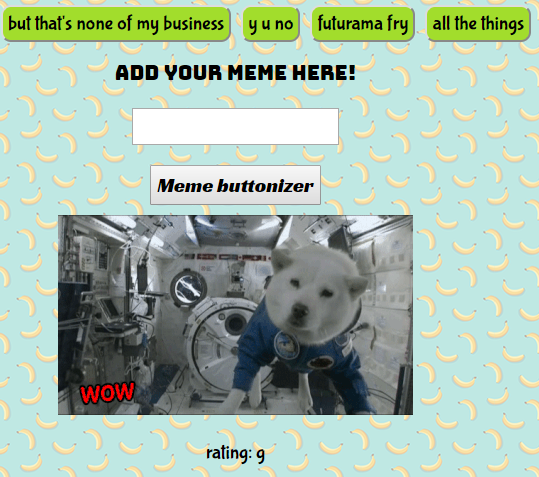 but that's none of my business
y u no
futurama fry
all the things
ADD YOUR MEME HERE!
Meme buttonizer
WOW
rating: g